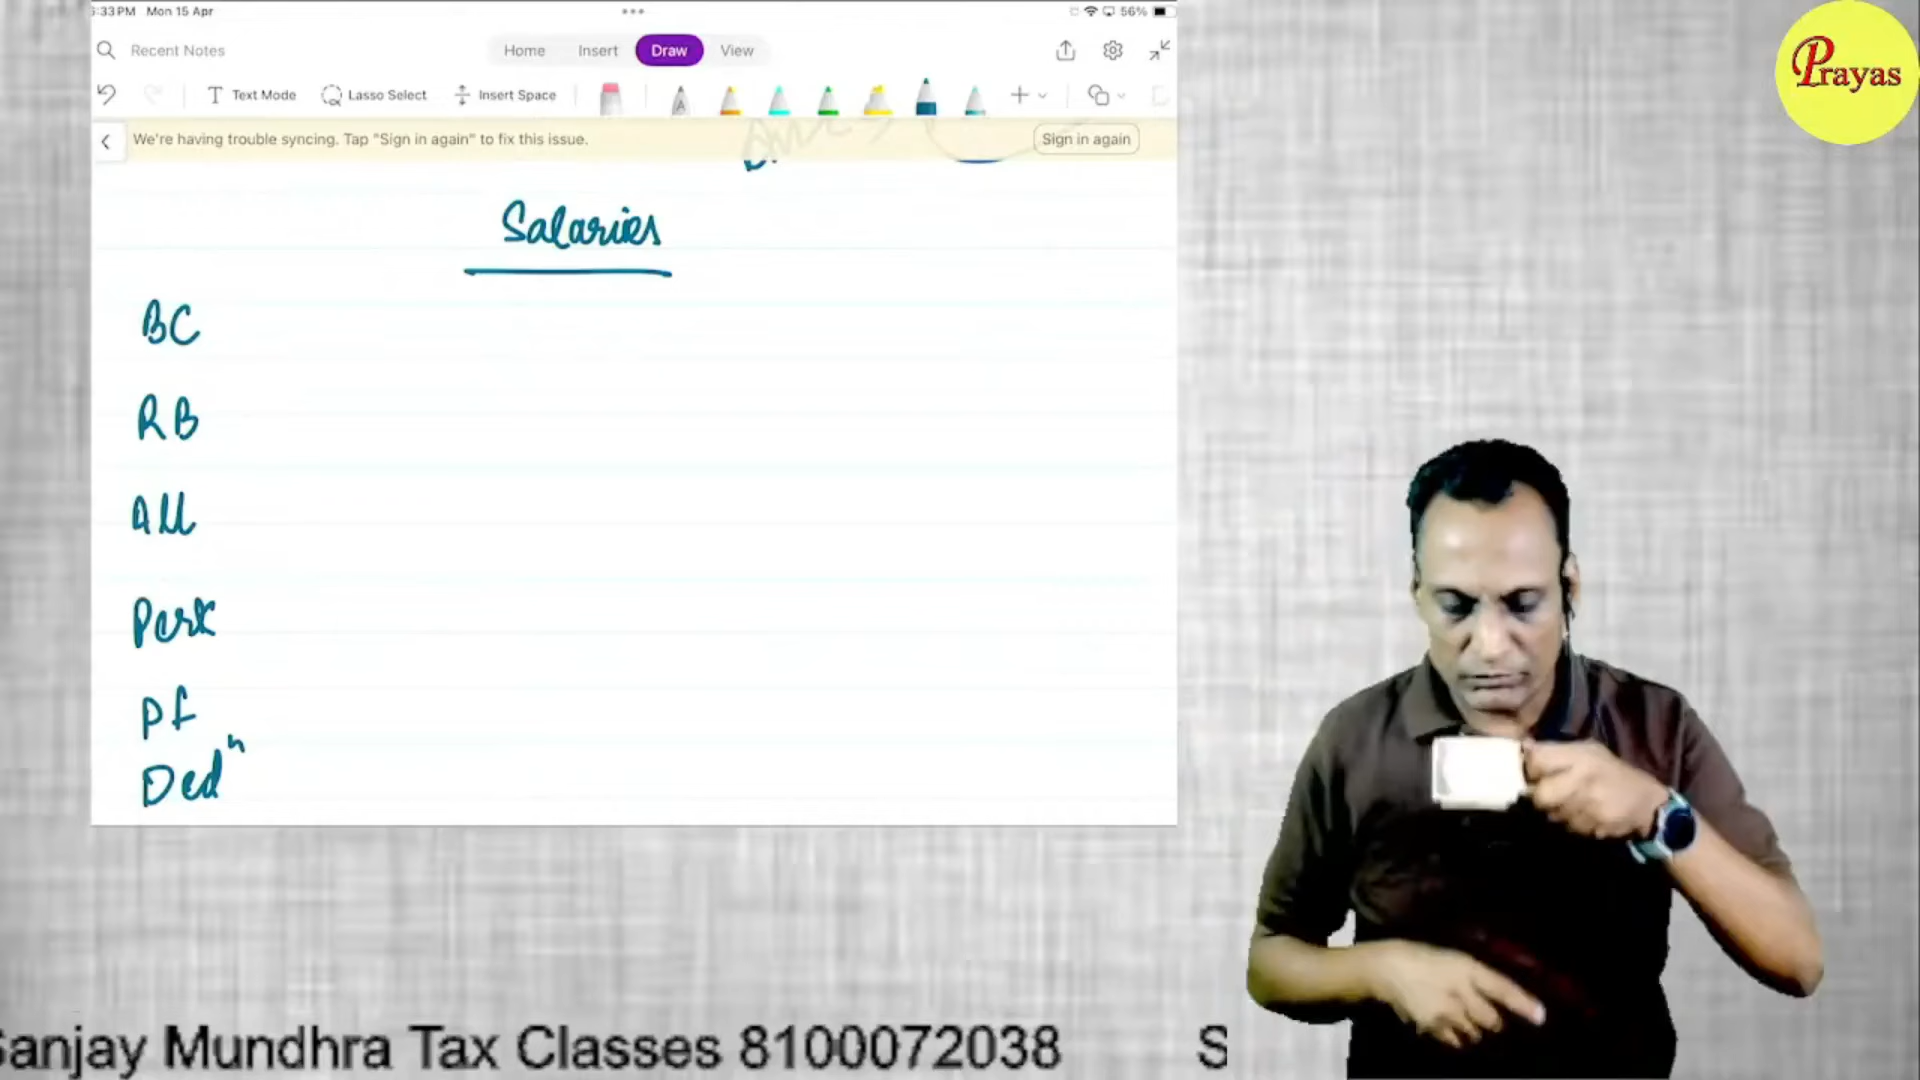 :33 PM Mon 15 Apr
56%
Recent Notes
Home Insert Draw View
Text Mode Lasso Select Insert Space
A
We're having trouble syncing. Tap "Sign in again" to fix this issue.
Sign in again
Prayas
Salaries
BC
RB
All
Perk
Pf
Dedⁿ
Sanjay Mundhra Tax Classes 8100072038 S